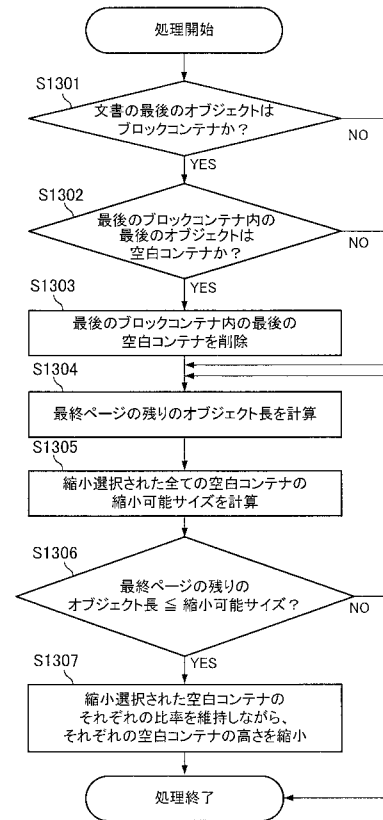 処理開始
S1301
文書の最後のオブジェクトは
ブロックコンテナか？
NO
YES
S1302
最後のブロックコンテナ内の
最後のオブジェクトは
空白コンテナか？
NO
YES
S1303
最後のブロックコンテナ内の最後の
空白コンテナを削除
S1304
最終ページの残りのオブジェクト長を計算
S1305
縮小選択された全ての空白コンテナの
縮小可能サイズを計算
S1306
最終ページの残りの
オブジェクト長 ≦ 縮小可能サイズ？
NO
YES
S1307
縮小選択された空白コンテナの
それぞれの比率を維持しながら、
それぞれの空白コンテナの高さを縮小
処理終了